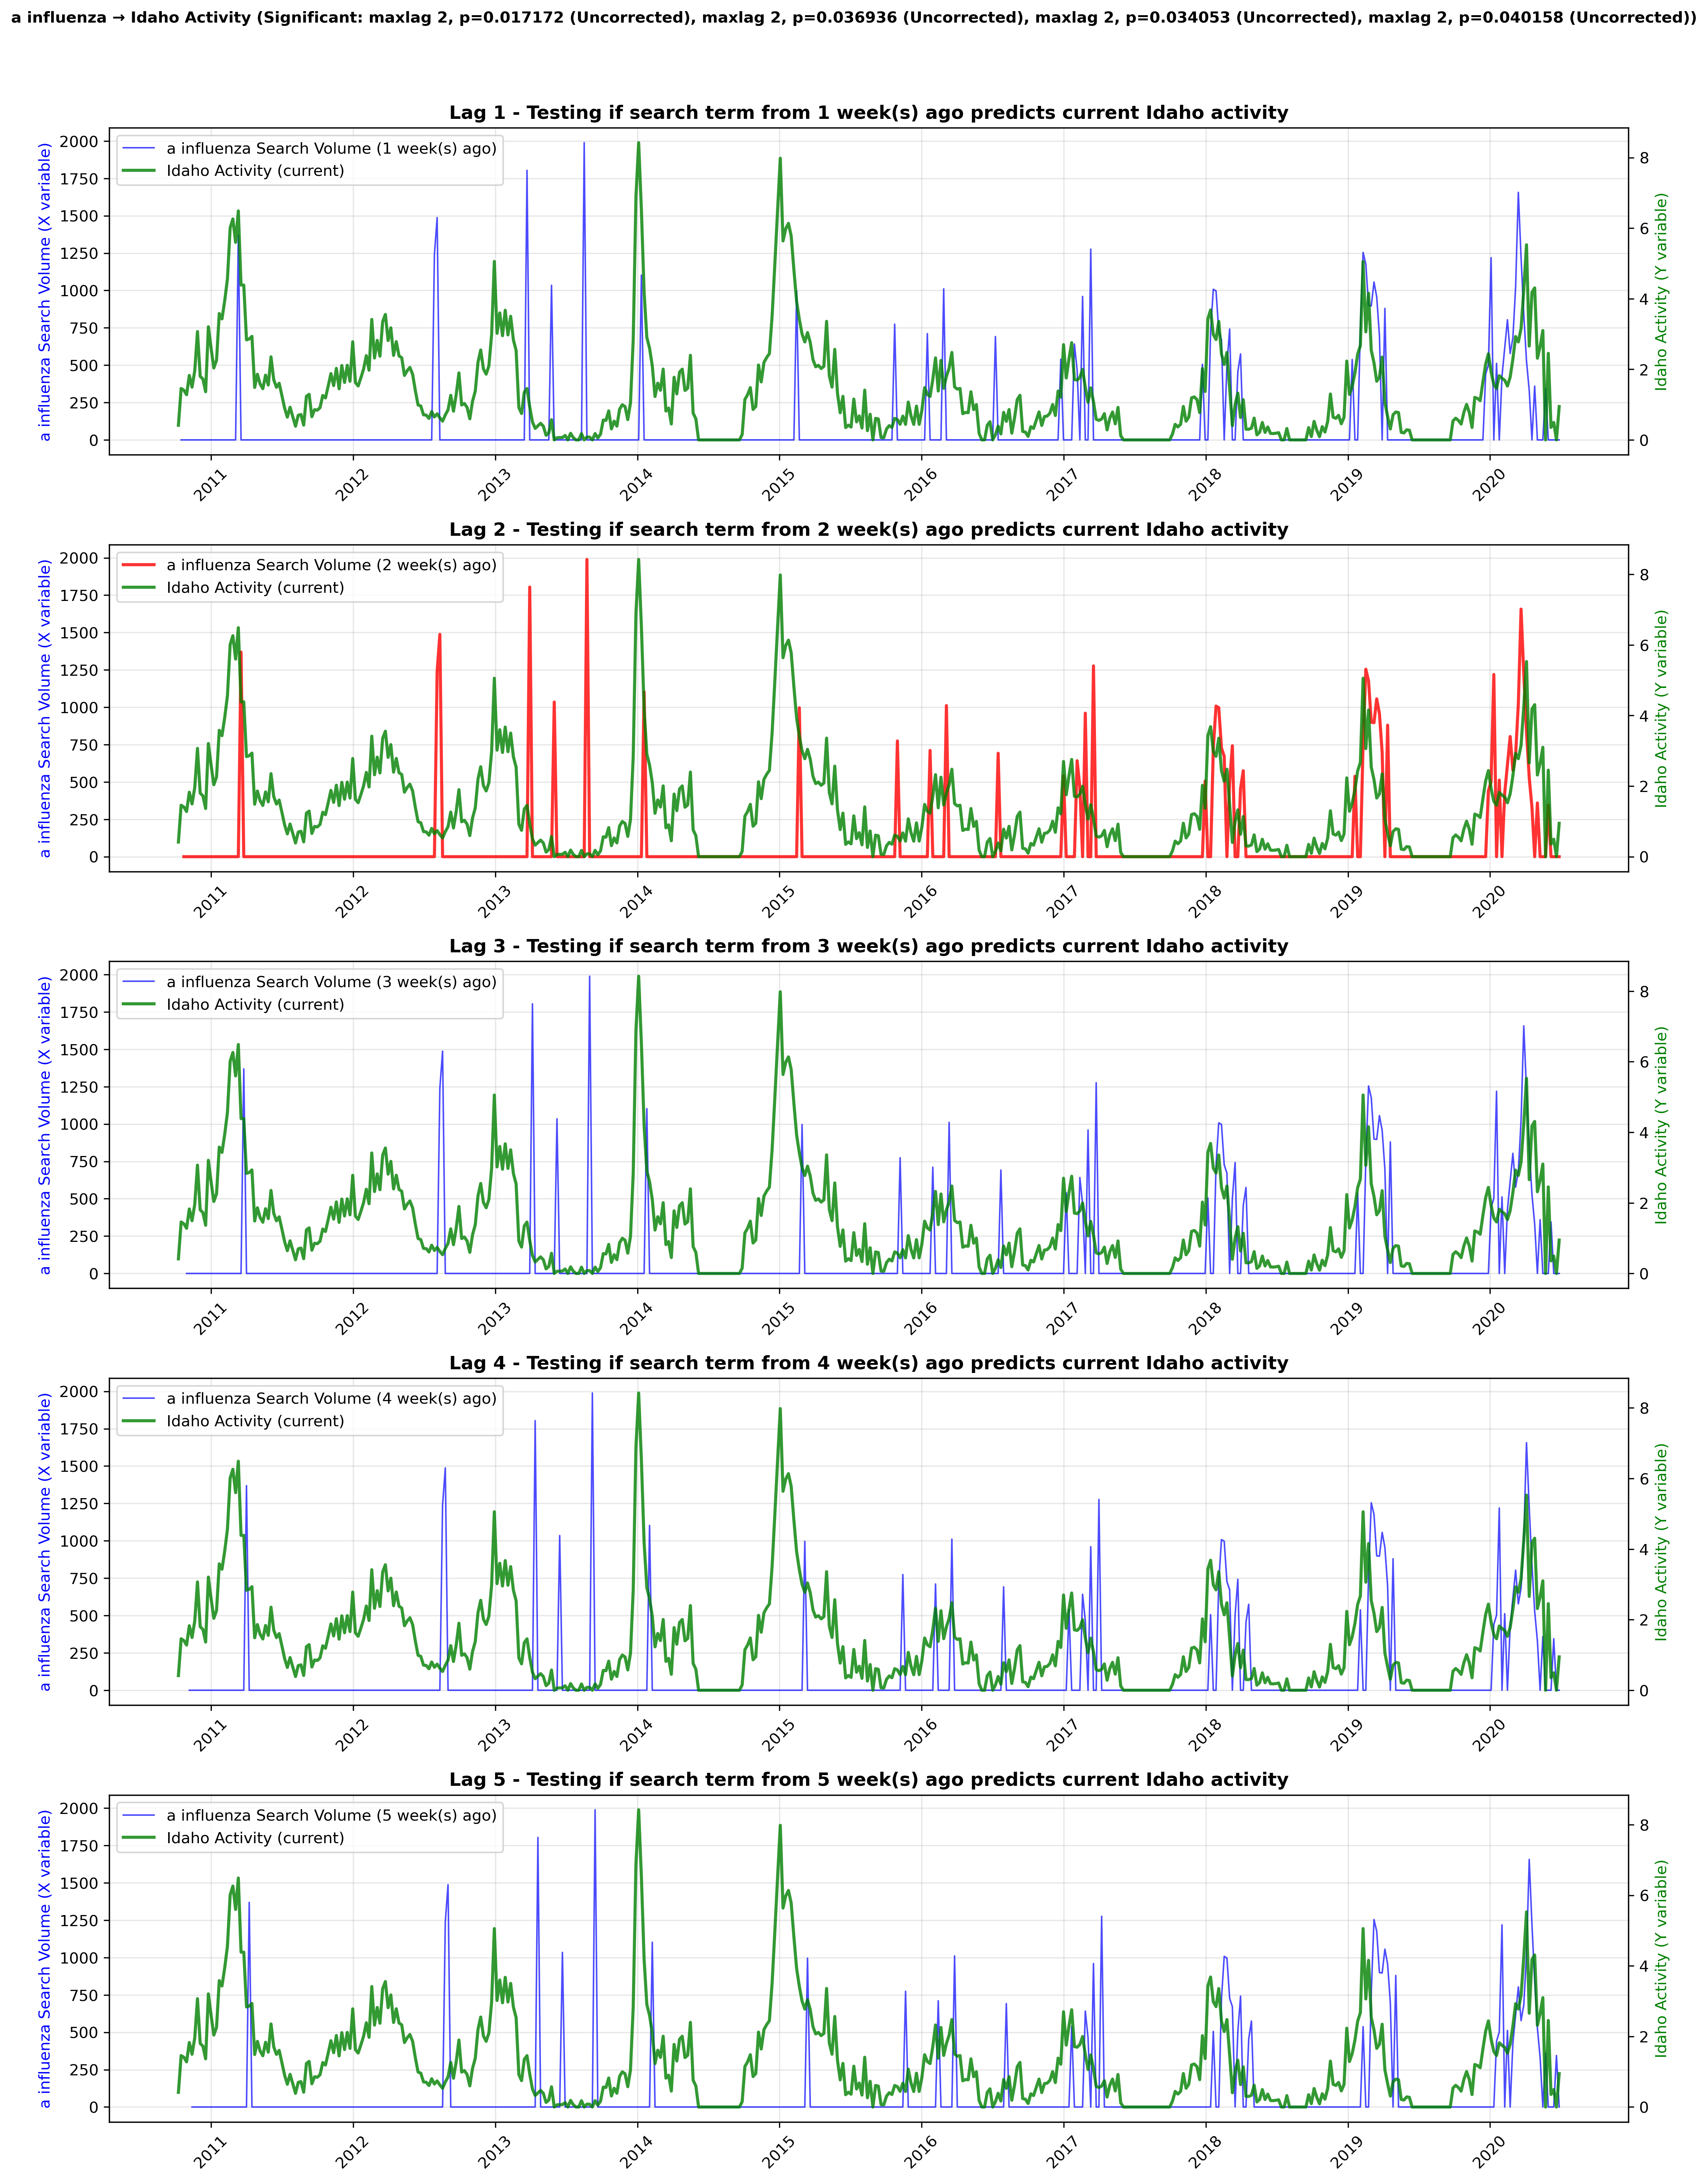 a influenza → Idaho Activity (Significant: maxlag 2, p=0.017172 (Uncorrected), maxlag 2, p=0.036936 (Uncorrected), maxlag 2, p=0.034053 (Uncorrected), maxlag 2, p=0.040158 (Uncorrected))
Lag 1 - Testing if search term from 1 week(s) ago predicts current Idaho activity
a influenza Search Volume (1 week(s) ago)
Idaho Activity (current)
a influenza Search Volume (X variable)
2000
1750
1500
1250
1000
750
500
250
0
8
6
4
2
0
Idaho Activity (Y variable)
2011 2012 2013 2014 2015 2016 2017 2018 2019 2020
Lag 2 - Testing if search term from 2 week(s) ago predicts current Idaho activity
a influenza Search Volume (2 week(s) ago)
Idaho Activity (current)
a influenza Search Volume (X variable)
2000
1750
1500
1250
1000
750
500
250
0
8
6
4
2
0
Idaho Activity (Y variable)
2011 2012 2013 2014 2015 2016 2017 2018 2019 2020
Lag 3 - Testing if search term from 3 week(s) ago predicts current Idaho activity
a influenza Search Volume (3 week(s) ago)
Idaho Activity (current)
a influenza Search Volume (X variable)
2000
1750
1500
1250
1000
750
500
250
0
8
6
4
2
0
Idaho Activity (Y variable)
2011 2012 2013 2014 2015 2016 2017 2018 2019 2020
Lag 4 - Testing if search term from 4 week(s) ago predicts current Idaho activity
a influenza Search Volume (4 week(s) ago)
Idaho Activity (current)
a influenza Search Volume (X variable)
2000
1750
1500
1250
1000
750
500
250
0
8
6
4
2
0
Idaho Activity (Y variable)
2011 2012 2013 2014 2015 2016 2017 2018 2019 2020
Lag 5 - Testing if search term from 5 week(s) ago predicts current Idaho activity
a influenza Search Volume (5 week(s) ago)
Idaho Activity (current)
a influenza Search Volume (X variable)
2000
1750
1500
1250
1000
750
500
250
0
8
6
4
2
0
Idaho Activity (Y variable)
2011 2012 2013 2014 2015 2016 2017 2018 2019 2020